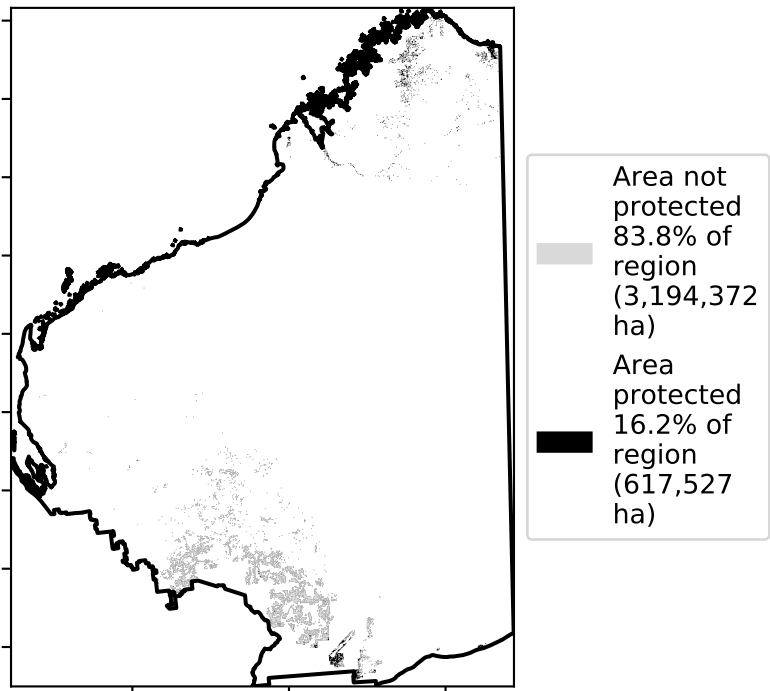 Area not
protected
83.8% of
region
(3,194,372
ha)
Area
protected
16.2% of
region
(617,527
ha)